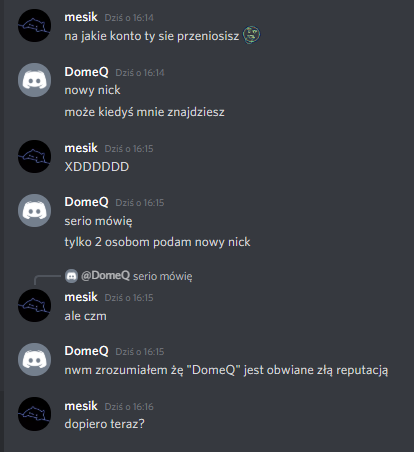 mesik Dziś o 16:14
na jakie konto ty sie przeniosisz
DomeQ Dziś o 16:14
nowy nick
może kiedyś mnie znajdziesz
mesik Dziś o 16:15
XDDDDDD
DomeQ Dziś o 16:15
serio mówię
tylko 2 osobom podam nowy nick
@DomeQ serio mówię
mesik Dziś o 16:15
ale czm
DomeQ Dziś o 16:15
nwm zrozumiałem żę "DomeQ" jest obwiane złą reputacją
mesik Dziś o 16:16
dopiero teraz?